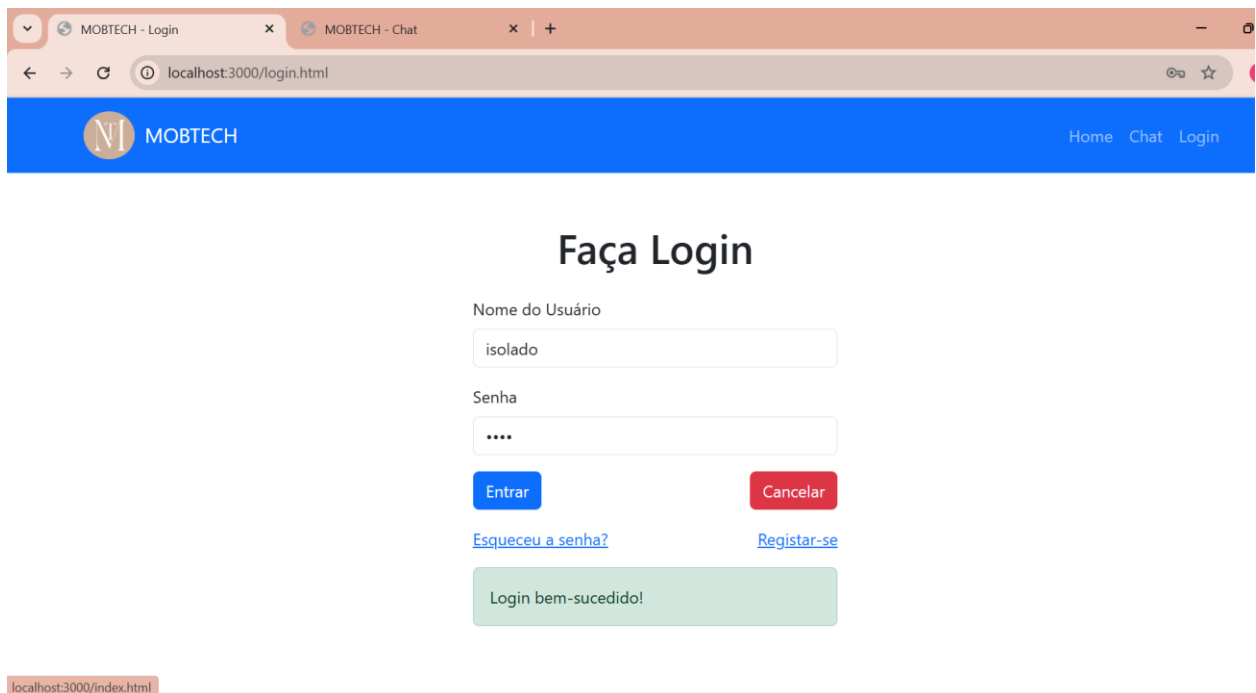 MOBTECH - Login
MOBTECH - Chat
localhost:3000/login.html
MOBTECH
Home Chat Login
Faça Login
Nome do Usuário
isolado
Senha
••••
Entrar
Cancelar
Esqueceu a senha?
Registar-se
Login bem-sucedido!
localhost:3000/index.html